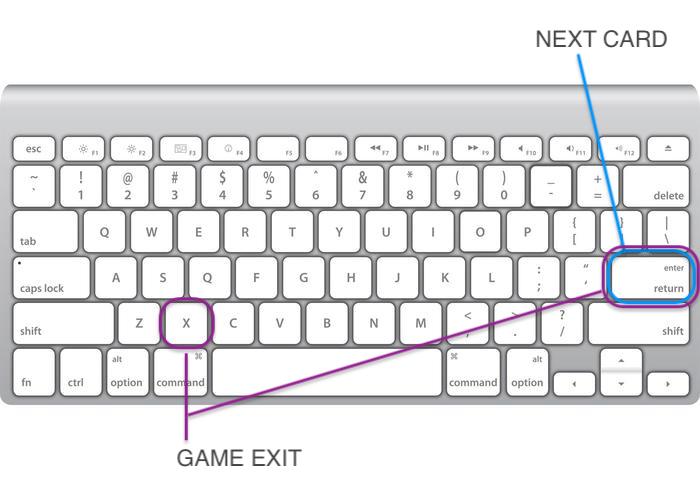 NEXT CARD
esc F1 F2 F3 F4 F5 F6 F7 F8 F9 F10 F11 F12
~ ! @ # $ % ^ & * ( ) _ +
` 1 2 3 4 5 6 7 8 9 0 - = delete
{ } |
tab Q W E R T Y U I O P [ \
: " enter
caps lock A S D F G H J K L ; ' return
< > ?
shift Z X C V B N M , . / shift
alt ⌘ ⌘ alt
fn ctrl option command command option
GAME EXIT